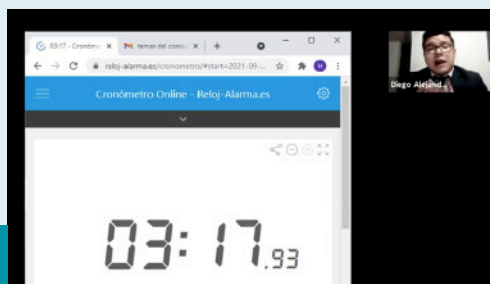 03:17 - Cronóme
temas del concu
reloj-alarma.es/cronometro/#start=2021-09-...
H
Cronómetro Online - Reloj-Alarma.es
Diego Alejand...
03:17.93